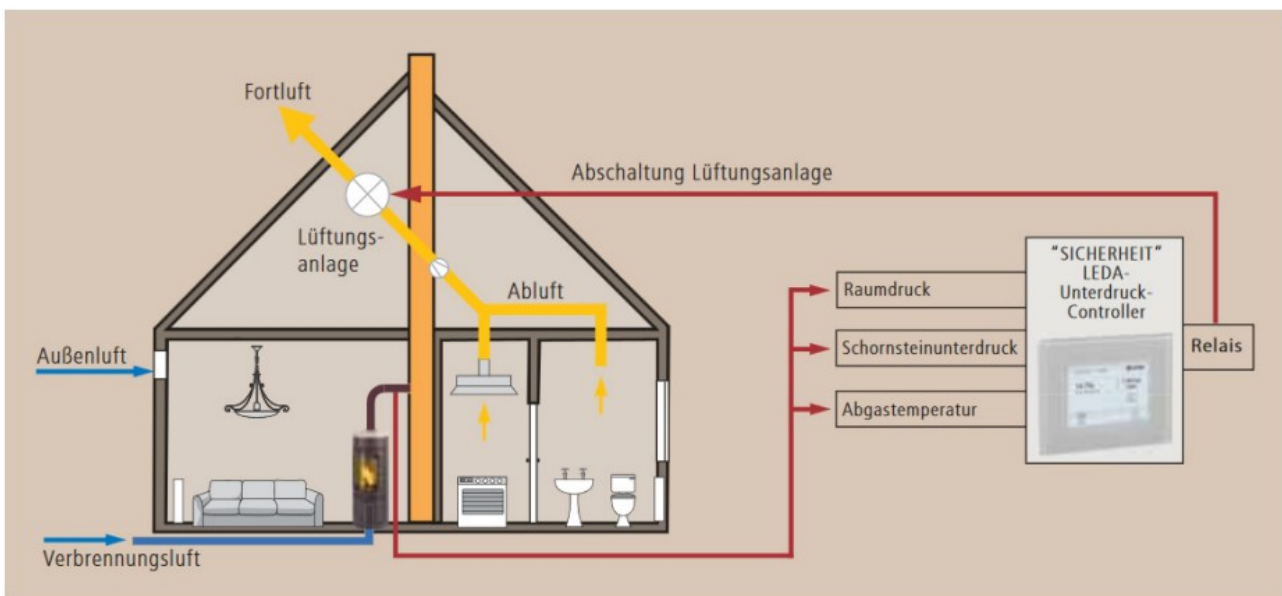 Fortluft
Abschaltung Lüftungsanlage
Lüftungs-
anlage
Abluft
Außenluft
Verbrennungsluft
Raumdruck
Schornsteinunterdruck
Abgastemperatur
"SICHERHEIT"
LEDA-
Unterdruck-
Controller
Relais